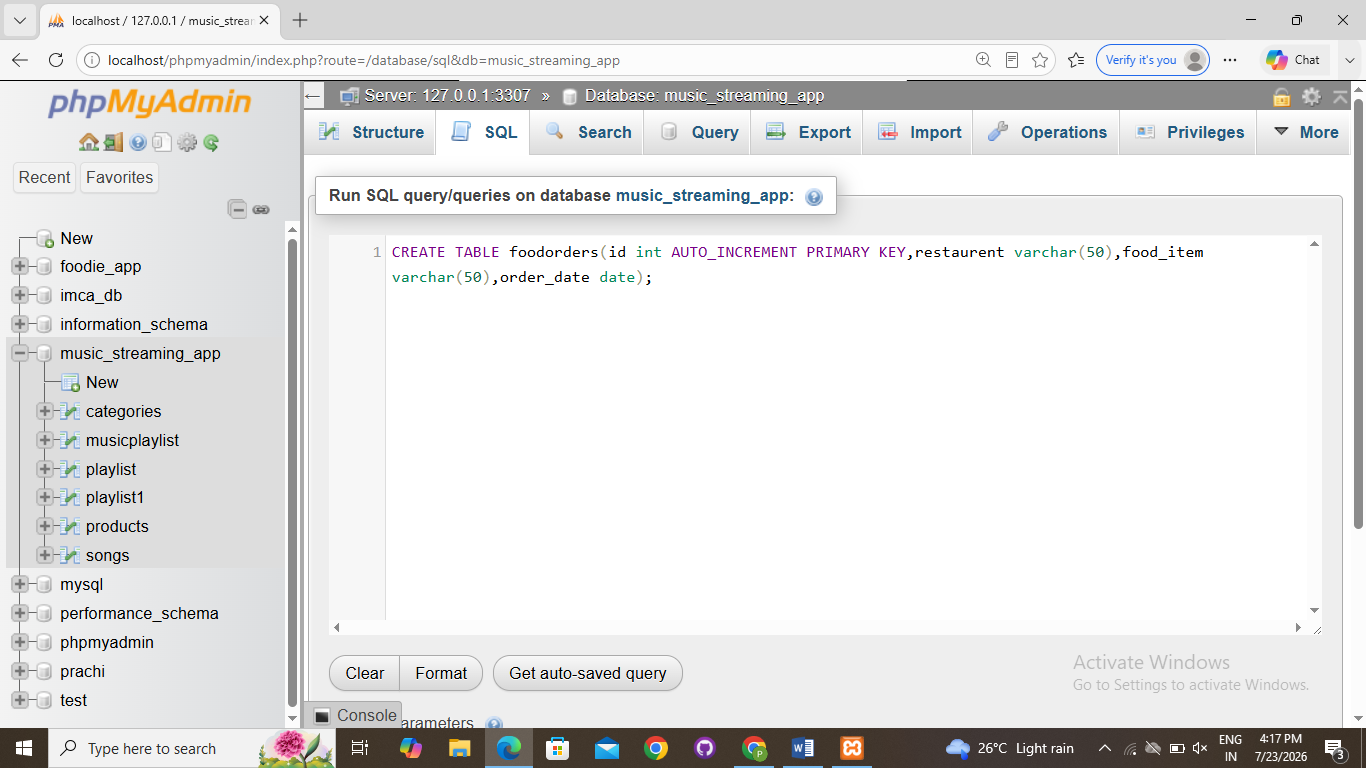 localhost / 127.0.0.1 / music_strear
localhost/phpmyadmin/index.php?route=/database/sql&db=music_streaming_app
Verify it's you
Chat
phpMyAdmin
Recent
Favorites
New
foodie_app
imca_db
information_schema
music_streaming_app
New
categories
musicplaylist
playlist
playlist1
products
songs
mysql
performance_schema
phpmyadmin
prachi
test
Server: 127.0.0.1:3307 » Database: music_streaming_app
Structure SQL Search Query Export Import Operations Privileges More
Run SQL query/queries on database music_streaming_app:
1 CREATE TABLE foodorders(id int AUTO_INCREMENT PRIMARY KEY,restaurent varchar(50),food_item
varchar(50),order_date date);
Clear Format Get auto-saved query
Activate Windows
Go to Settings to activate Windows.
Console
arameters
Type here to search
26°C Light rain
ENG
IN
4:17 PM
7/23/2026
3